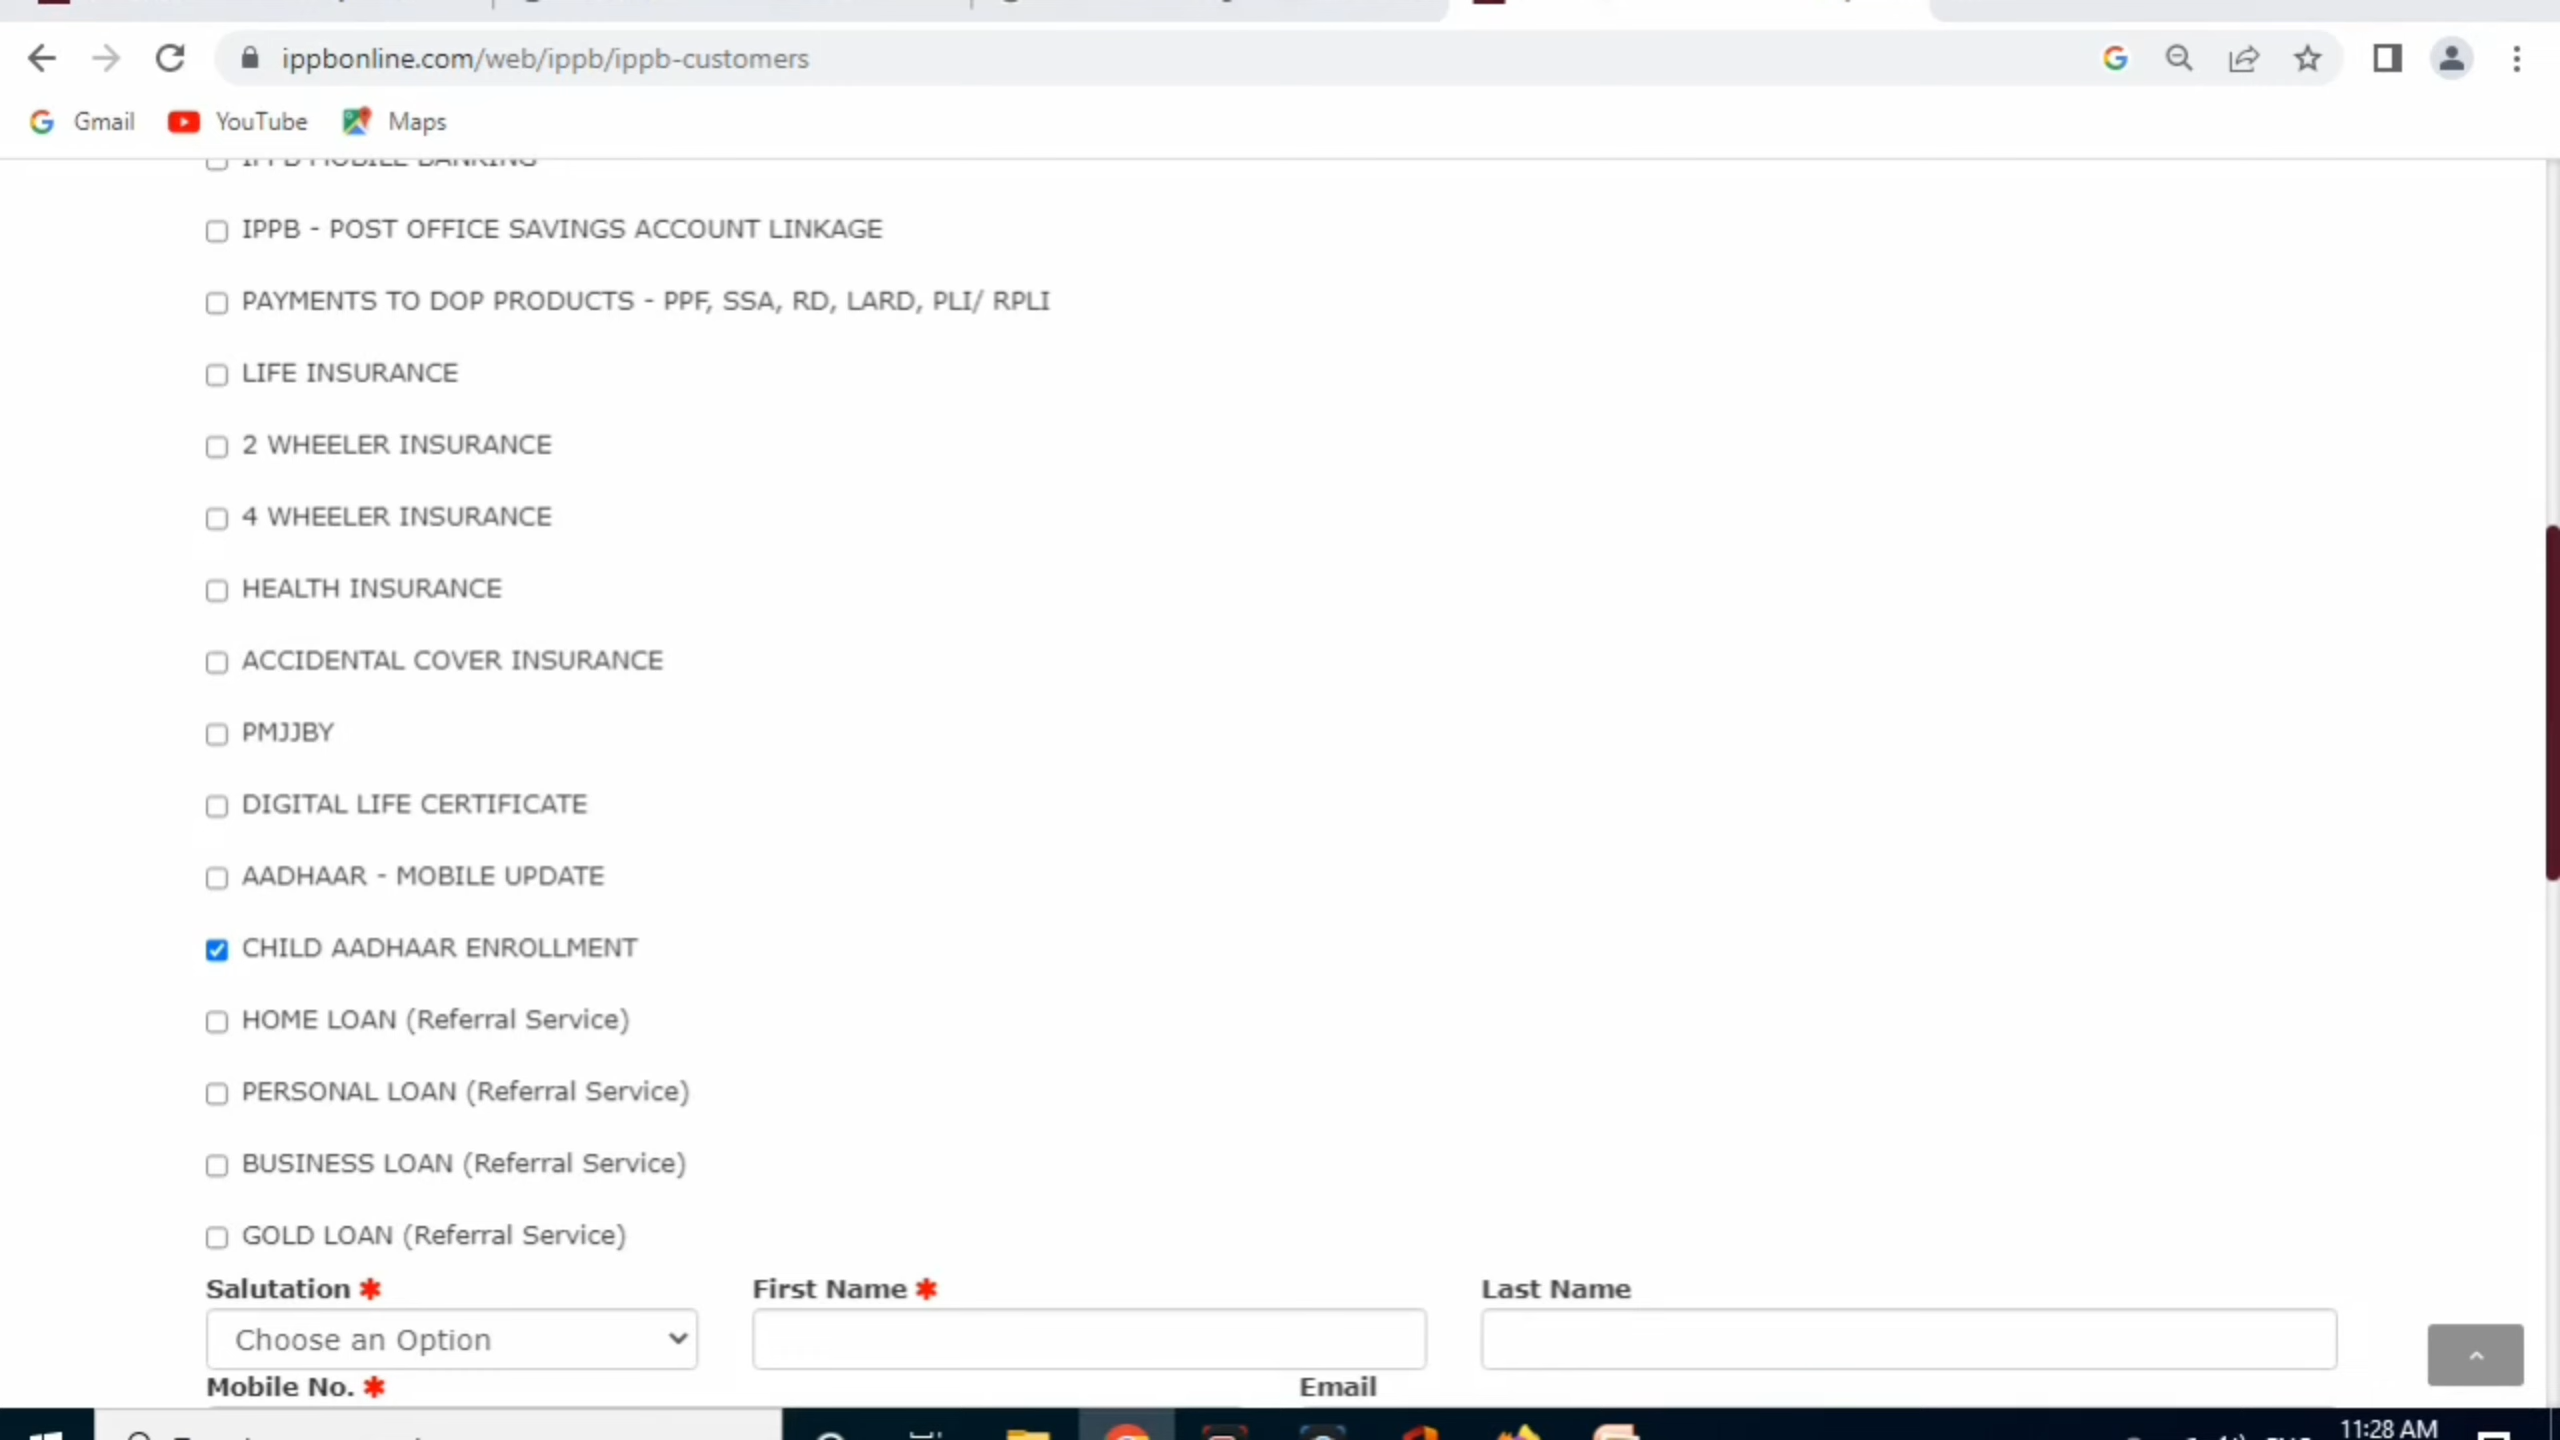 ippbonline.com/web/ippb/ippb-customers
Gmail YouTube Maps
IPPB MOBILE BANKING
IPPB - POST OFFICE SAVINGS ACCOUNT LINKAGE
PAYMENTS TO DOP PRODUCTS - PPF, SSA, RD, LARD, PLI/ RPLI
LIFE INSURANCE
2 WHEELER INSURANCE
4 WHEELER INSURANCE
HEALTH INSURANCE
ACCIDENTAL COVER INSURANCE
PMJJBY
DIGITAL LIFE CERTIFICATE
AADHAAR - MOBILE UPDATE
CHILD AADHAAR ENROLLMENT
HOME LOAN (Referral Service)
PERSONAL LOAN (Referral Service)
BUSINESS LOAN (Referral Service)
GOLD LOAN (Referral Service)
Salutation * First Name * Last Name
Choose an Option
Mobile No. * Email
11:28 AM